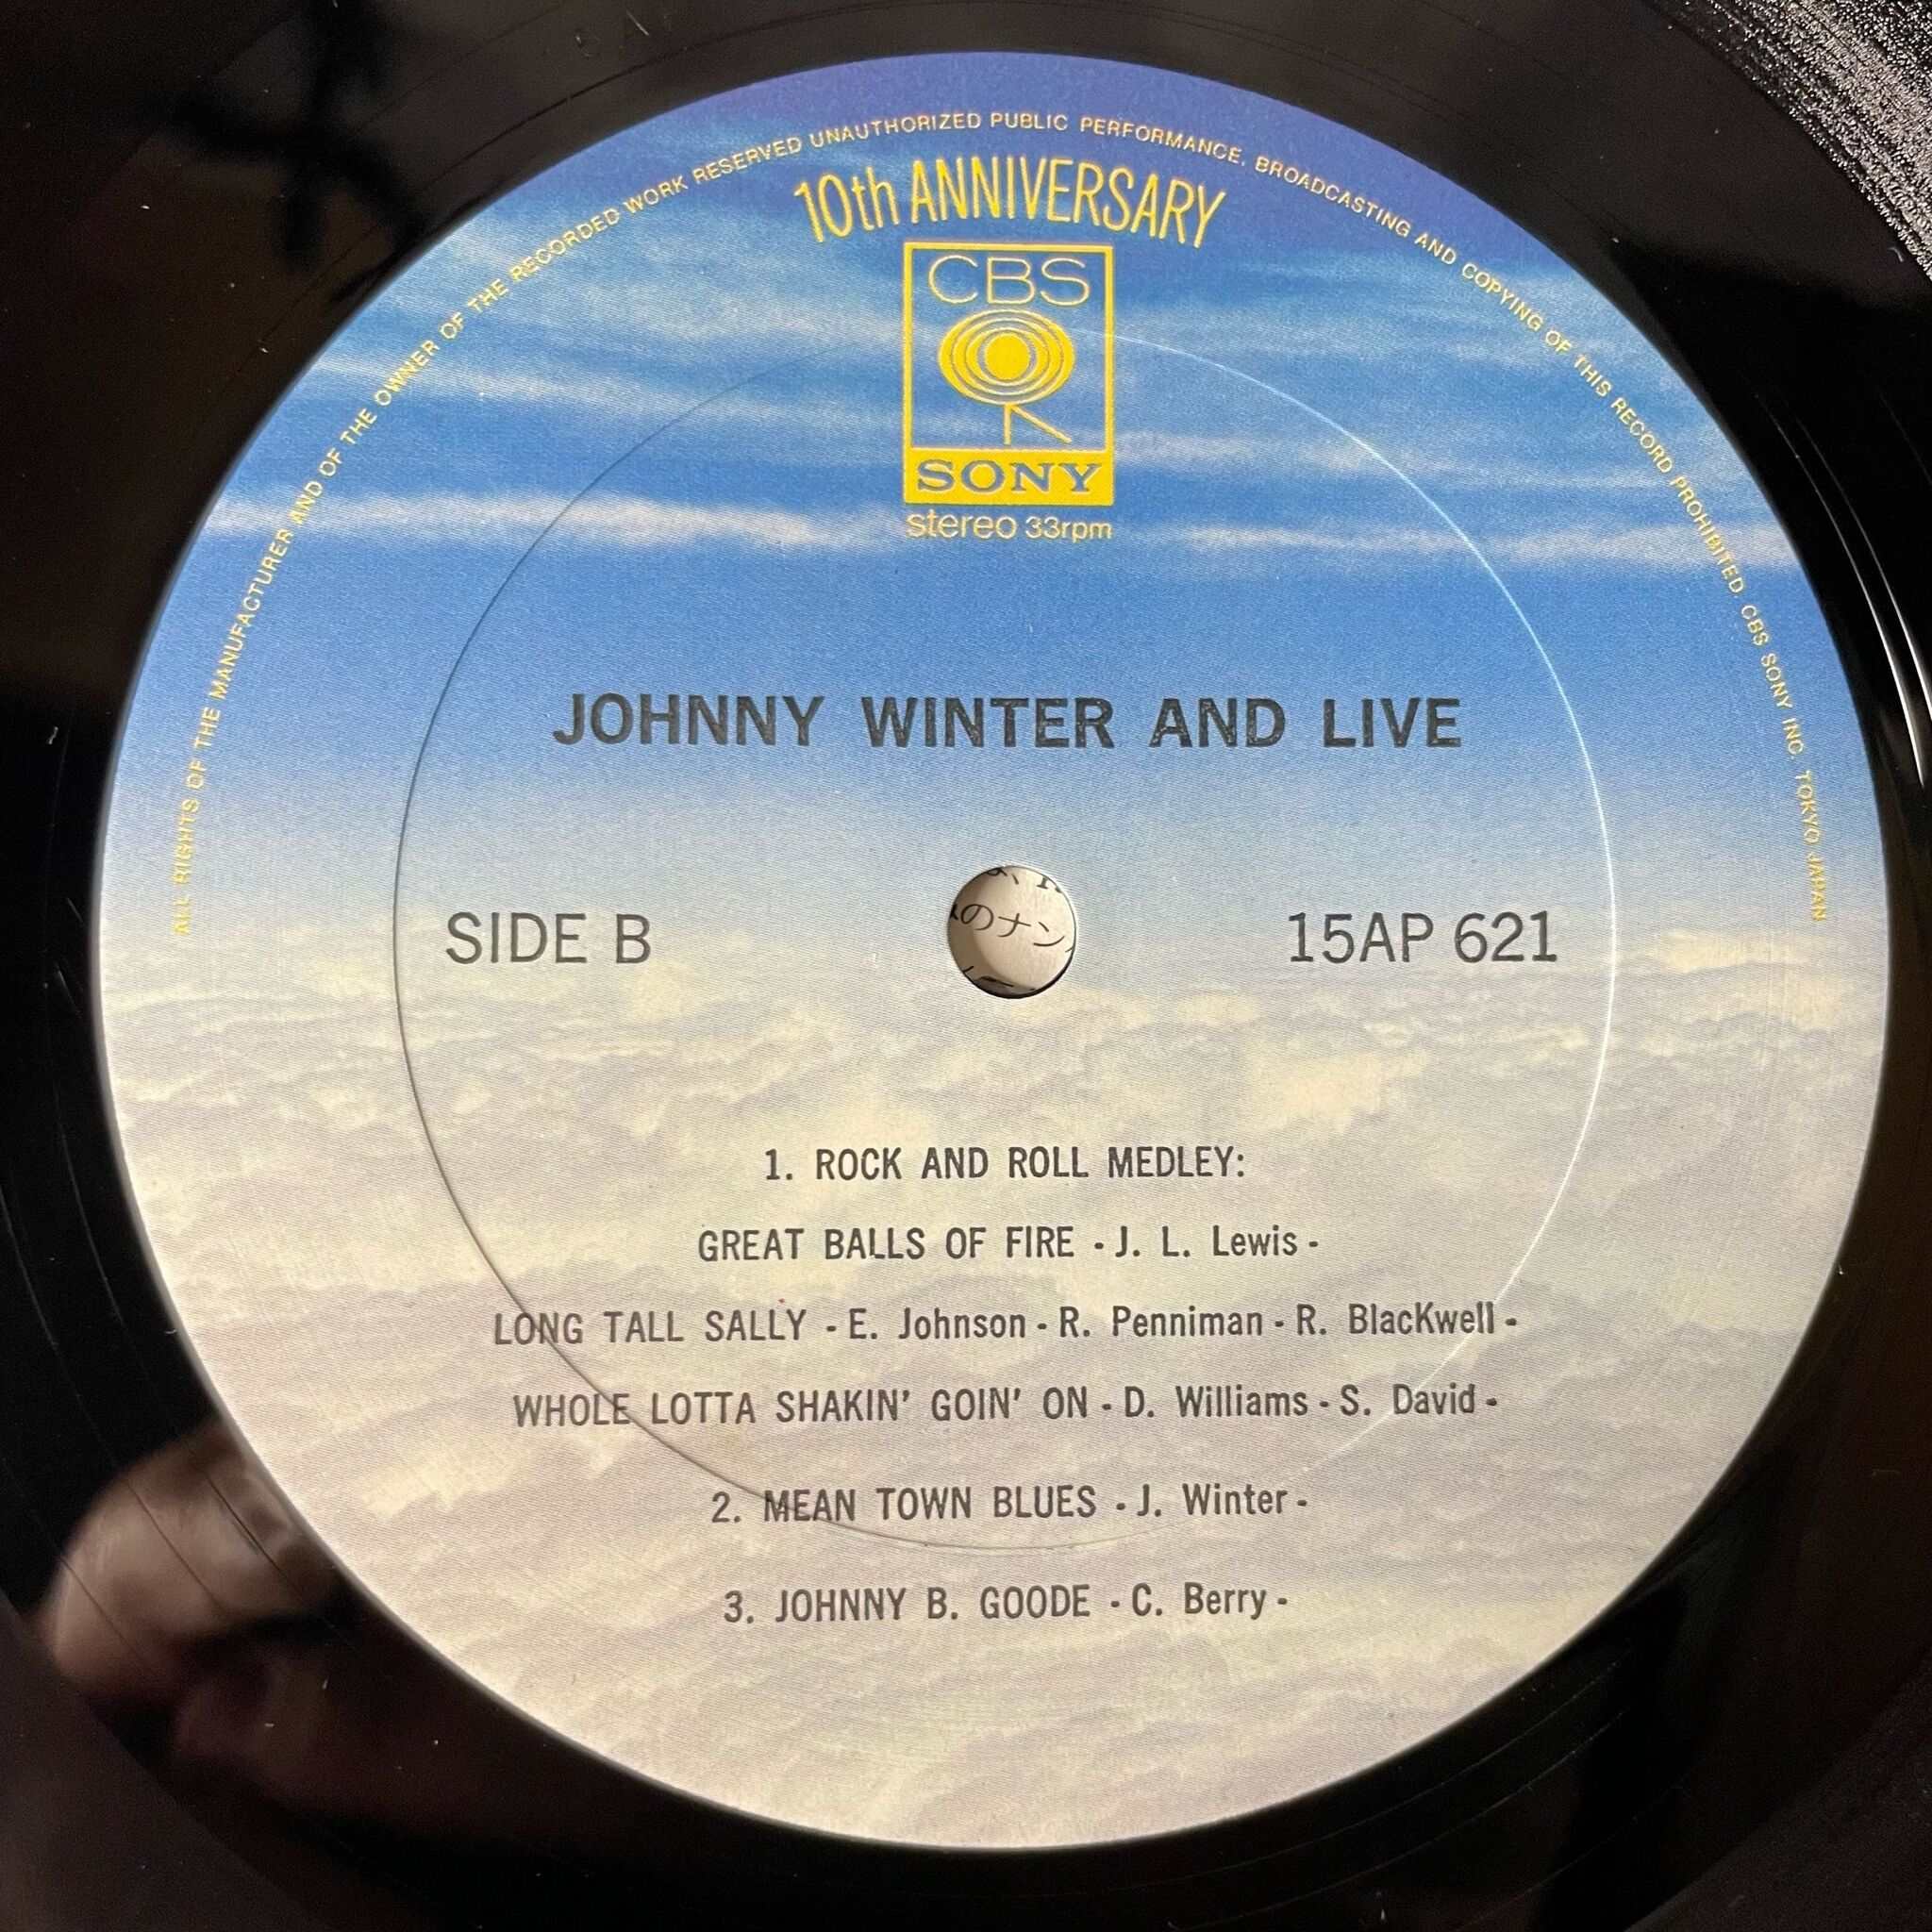 ALL RIGHTS OF THE MANUFACTURER AND OF THE OWNER OF THE RECORDED WORK RESERVED UNAUTHORIZED PUBLIC PERFORMANCE, BROADCASTING AND COPYING OF THIS RECORD PROHIBITED. CBS SONY INC. TOKYO JAPAN
10th ANNIVERSARY
CBS
SONY
stereo 33rpm
JOHNNY WINTER AND LIVE
SIDE B
のナン
15AP 621
1. ROCK AND ROLL MEDLEY:
GREAT BALLS OF FIRE - J. L. Lewis -
LONG TALL SALLY - E. Johnson - R. Penniman - R. BlacKwell -
WHOLE LOTTA SHAKIN' GOIN' ON - D. Williams - S. David -
2. MEAN TOWN BLUES - J. Winter -
3. JOHNNY B. GOODE - C. Berry -